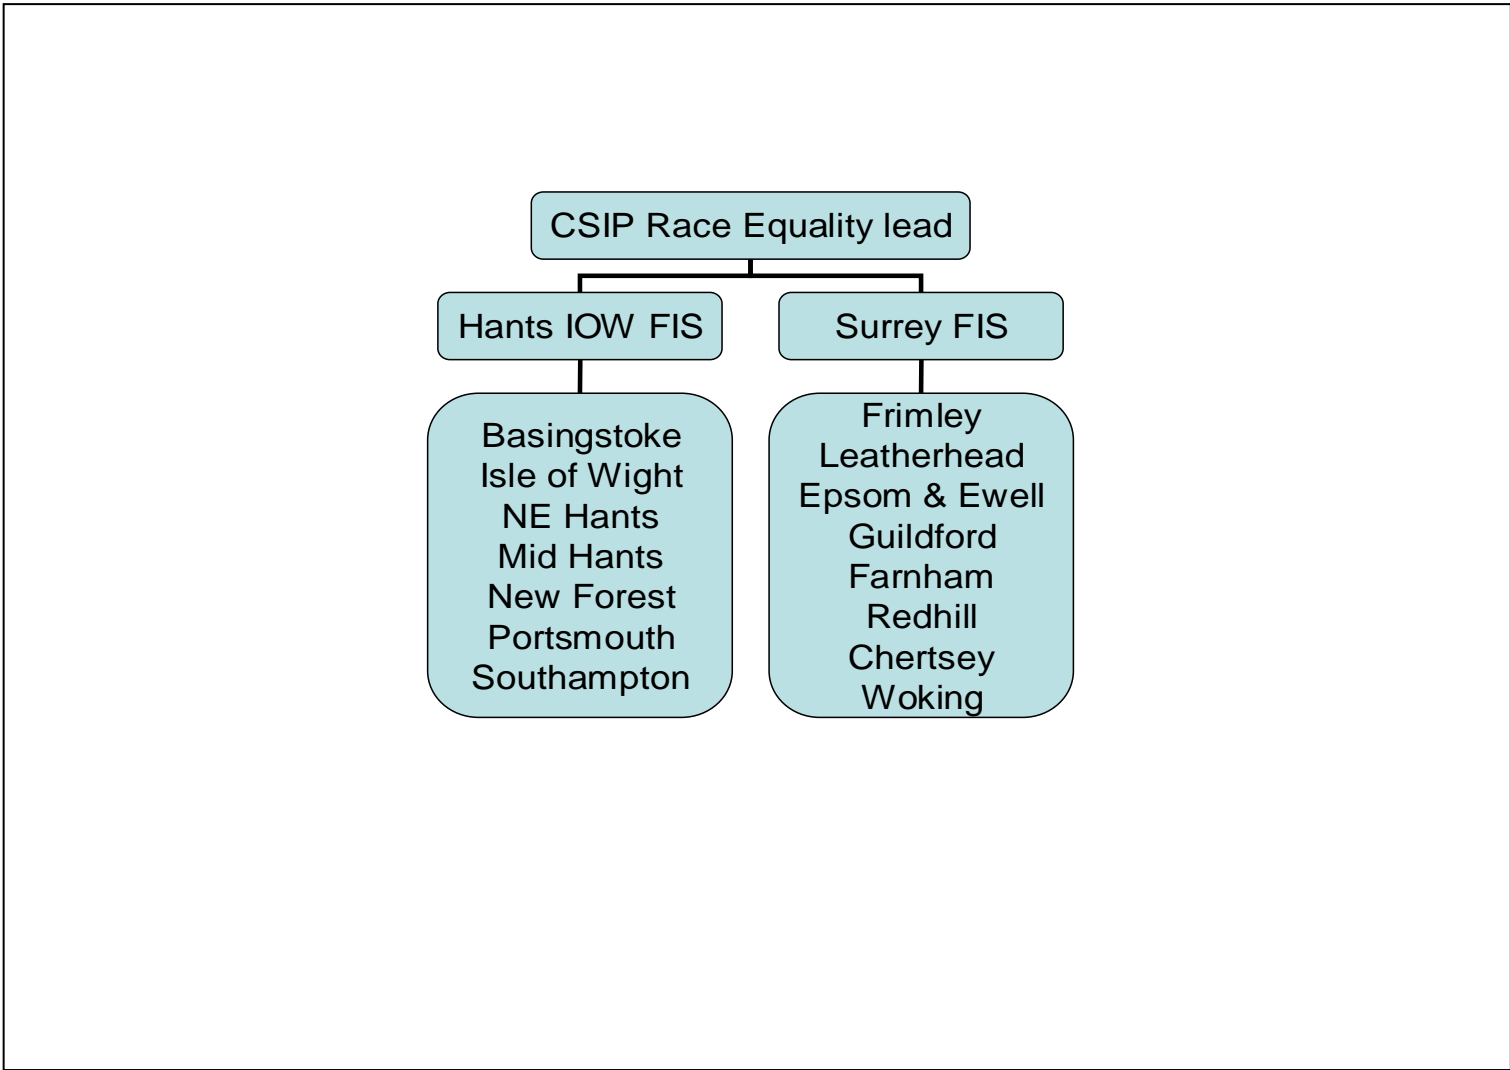 CSIP Race Equality lead
Hants IOW FIS
Surrey FIS
Basingstoke
Isle of Wight
NE Hants
Mid Hants
New Forest
Portsmouth
Southampton
Frimley
Leatherhead
Epsom & Ewell
Guildford
Farnham
Redhill
Chertsey
Woking